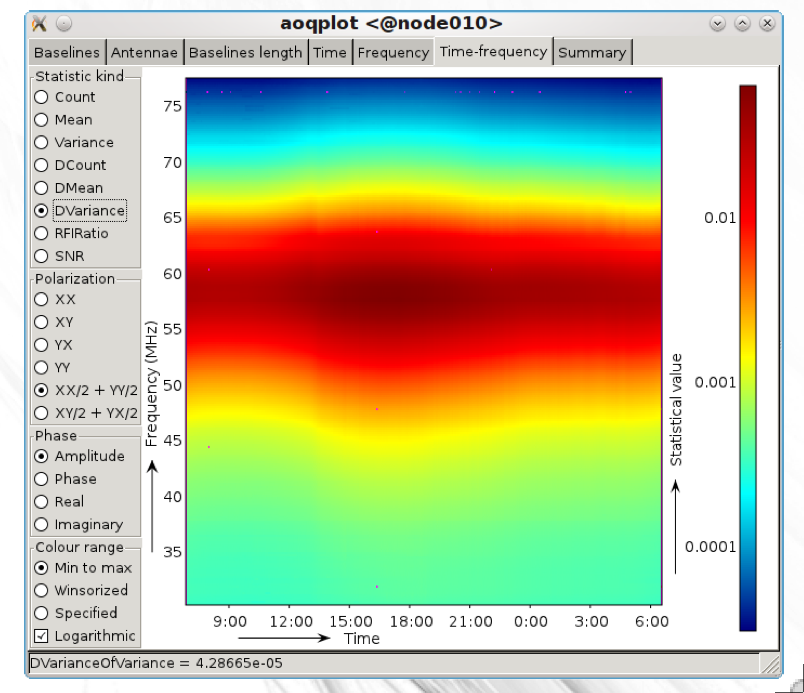 aoqplot <@node010>
Baselines Antennae Baselines length Time Frequency Time-frequency Summary
Statistic kind
Count
Mean
Variance
DCount
DMean
DVariance
RFIRatio
SNR
Polarization
XX
XY
YX
YY
XX/2 + YY/2
XY/2 + YX/2
Phase
Amplitude
Phase
Real
Imaginary
Colour range
Min to max
Winsorized
Specified
Logarithmic
Frequency (MHz)
75
70
65
60
55
50
45
40
35
9:00 12:00 15:00 18:00 21:00 0:00 3:00 6:00
Time
Statistical value
0.01
0.001
0.0001
DVarianceOfVariance = 4.28665e-05